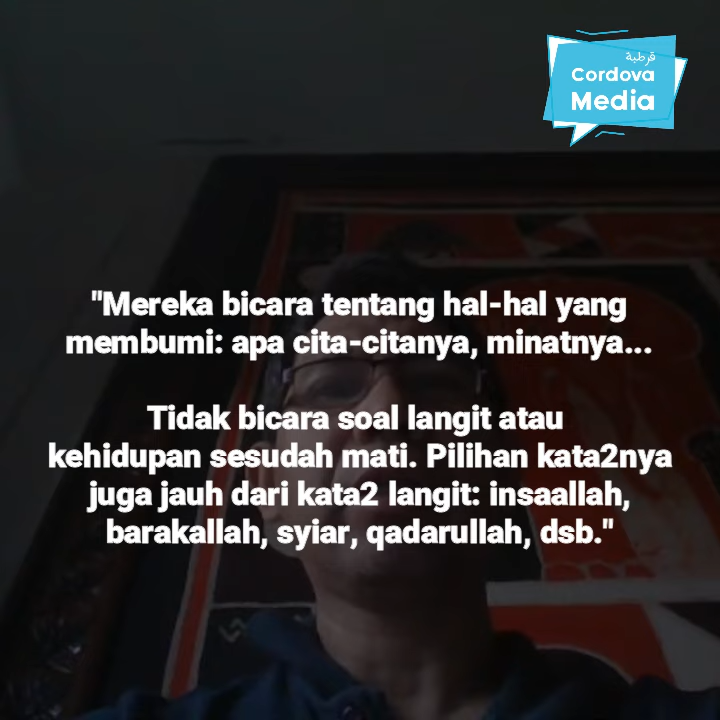 قرطبة
Cordova
Media
"Mereka bicara tentang hal-hal yang
membumi: apa cita-citanya, minatnya...
Tidak bicara soal langit atau
kehidupan sesudah mati. Pilihan kata2nya
juga jauh dari kata2 langit: insaallah,
barakallah, syiar, qadarullah, dsb."